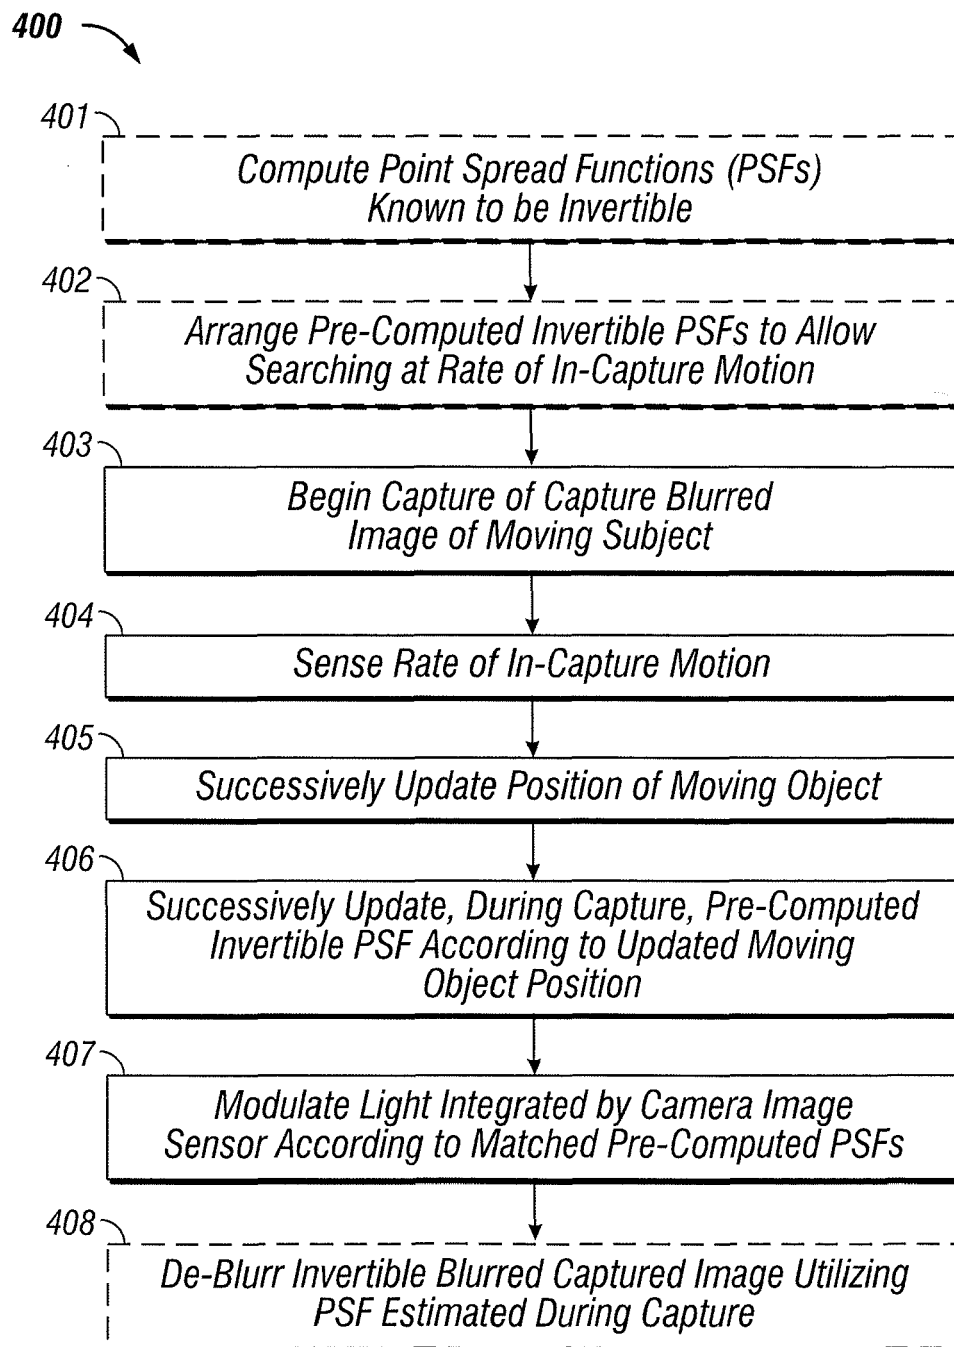 400
401
Compute Point Spread Functions (PSFs)
Known to be Invertible
402
Arrange Pre-Computed Invertible PSFs to Allow
Searching at Rate of In-Capture Motion
403
Begin Capture of Capture Blurred
Image of Moving Subject
404
Sense Rate of In-Capture Motion
405
Successively Update Position of Moving Object
406
Successively Update, During Capture, Pre-Computed
Invertible PSF According to Updated Moving
Object Position
407
Modulate Light Integrated by Camera Image
Sensor According to Matched Pre-Computed PSFs
408
De-Blurr Invertible Blurred Captured Image Utilizing
PSF Estimated During Capture